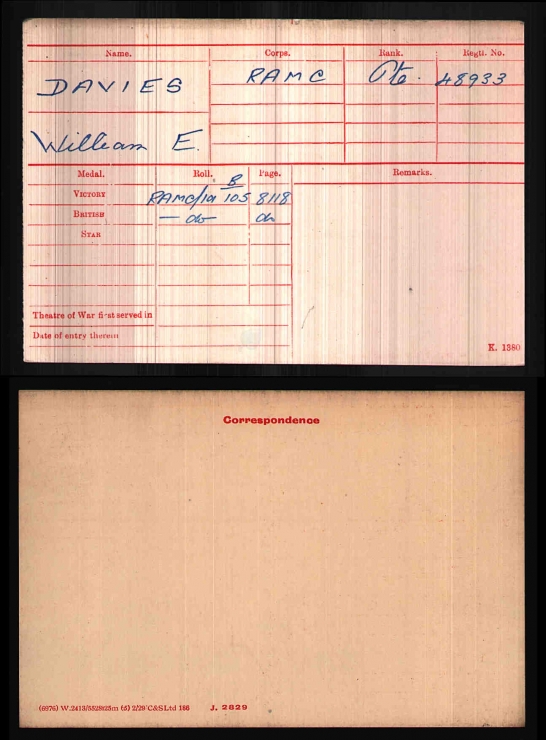 Name. Corps. Rank. Regtl. No.
DAVIES RAMC Pte. 48933
William E.
Medal. Roll. Page. Remarks.
B
VICTORY RAMC/101 105 8118
BRITISH — do — do
STAR
Theatre of War first served in
Date of entry therein
K. 1380
Correspondence
(6976) W.2413/5529 25m (5) 2/29 C&S Ltd 166 J. 2829